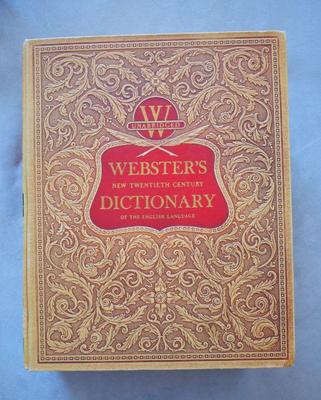 W
W
UNABRIDGED
WEBSTER'S
NEW TWENTIETH CENTURY
DICTIONARY
OF THE ENGLISH LANGUAGE